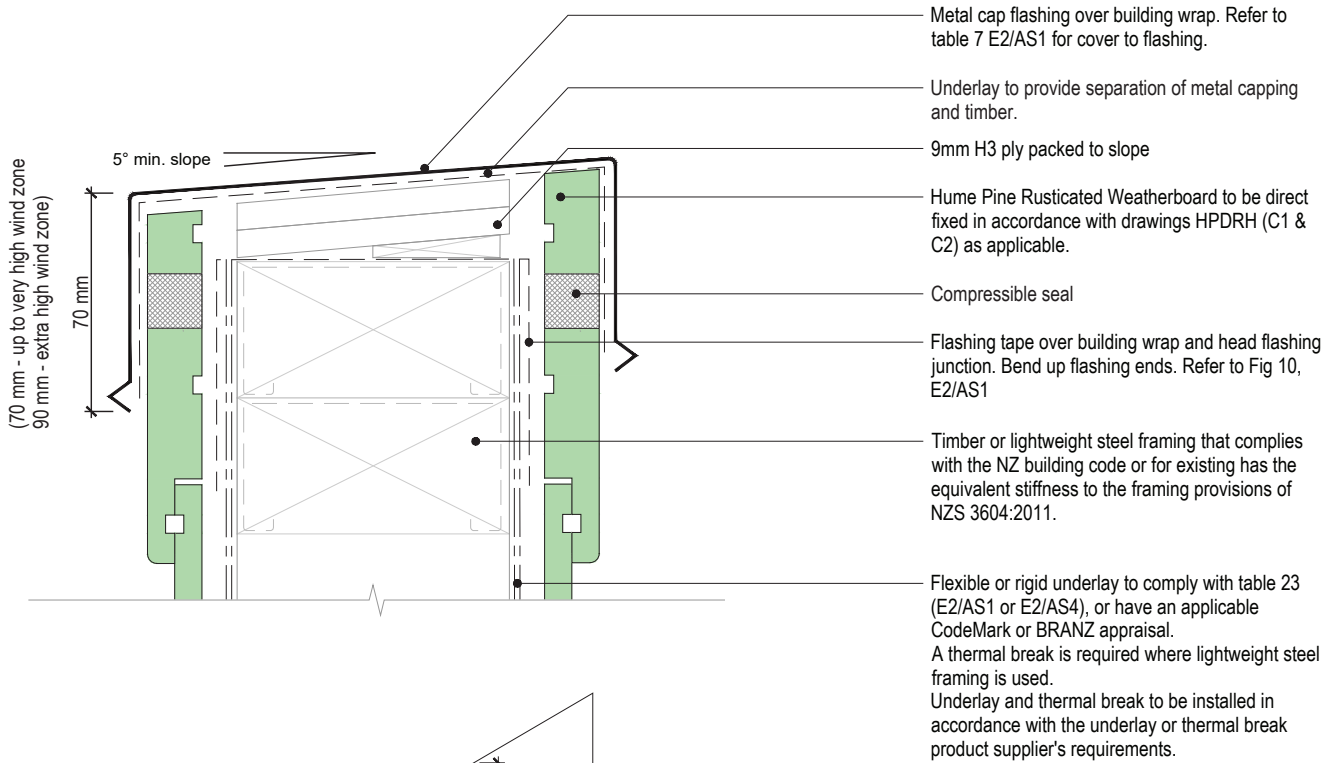 Metal cap flashing over building wrap. Refer to
table 7 E2/AS1 for cover to flashing.
Underlay to provide separation of metal capping
and timber.
9mm H3 ply packed to slope
5° min. slope
Hume Pine Rusticated Weatherboard to be direct
fixed in accordance with drawings HPDRH (C1 &
C2) as applicable.
(70 mm - up to very high wind zone
90 mm - extra high wind zone)
70 mm
Compressible seal
Flashing tape over building wrap and head flashing
junction. Bend up flashing ends. Refer to Fig 10,
E2/AS1
Timber or lightweight steel framing that complies
with the NZ building code or for existing has the
equivalent stiffness to the framing provisions of
NZS 3604:2011.
Flexible or rigid underlay to comply with table 23
(E2/AS1 or E2/AS4), or have an applicable
CodeMark or BRANZ appraisal.
A thermal break is required where lightweight steel
framing is used.
Underlay and thermal break to be installed in
accordance with the underlay or thermal break
product supplier's requirements.